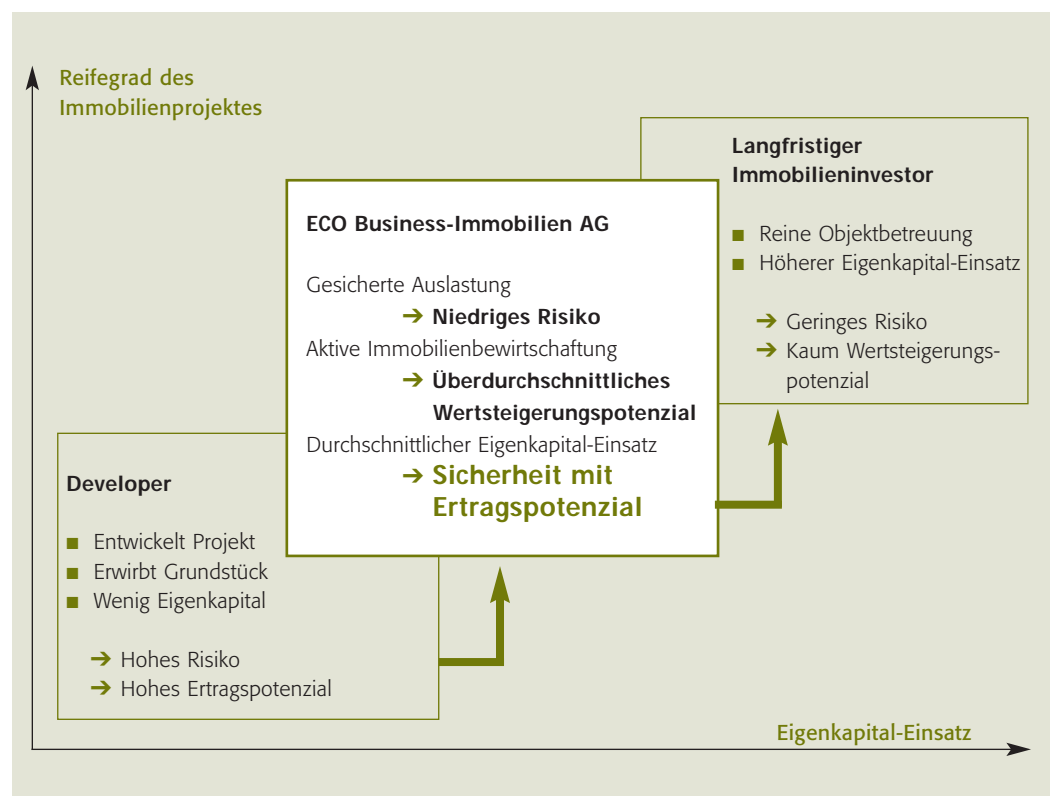 Reifegrad des
Immobilienprojektes
Langfristiger
Immobilieninvestor
■ Reine Objektbetreuung
■ Höherer Eigenkapital-Einsatz
➔ Geringes Risiko
➔ Kaum Wertsteigerungs-
potenzial
ECO Business-Immobilien AG
Gesicherte Auslastung
➔ Niedriges Risiko
Aktive Immobilienbewirtschaftung
➔ Überdurchschnittliches
Wertsteigerungspotenzial
Durchschnittlicher Eigenkapital-Einsatz
➔ Sicherheit mit
Ertragspotenzial
Developer
■ Entwickelt Projekt
■ Erwirbt Grundstück
■ Wenig Eigenkapital
➔ Hohes Risiko
➔ Hohes Ertragspotenzial
Eigenkapital-Einsatz